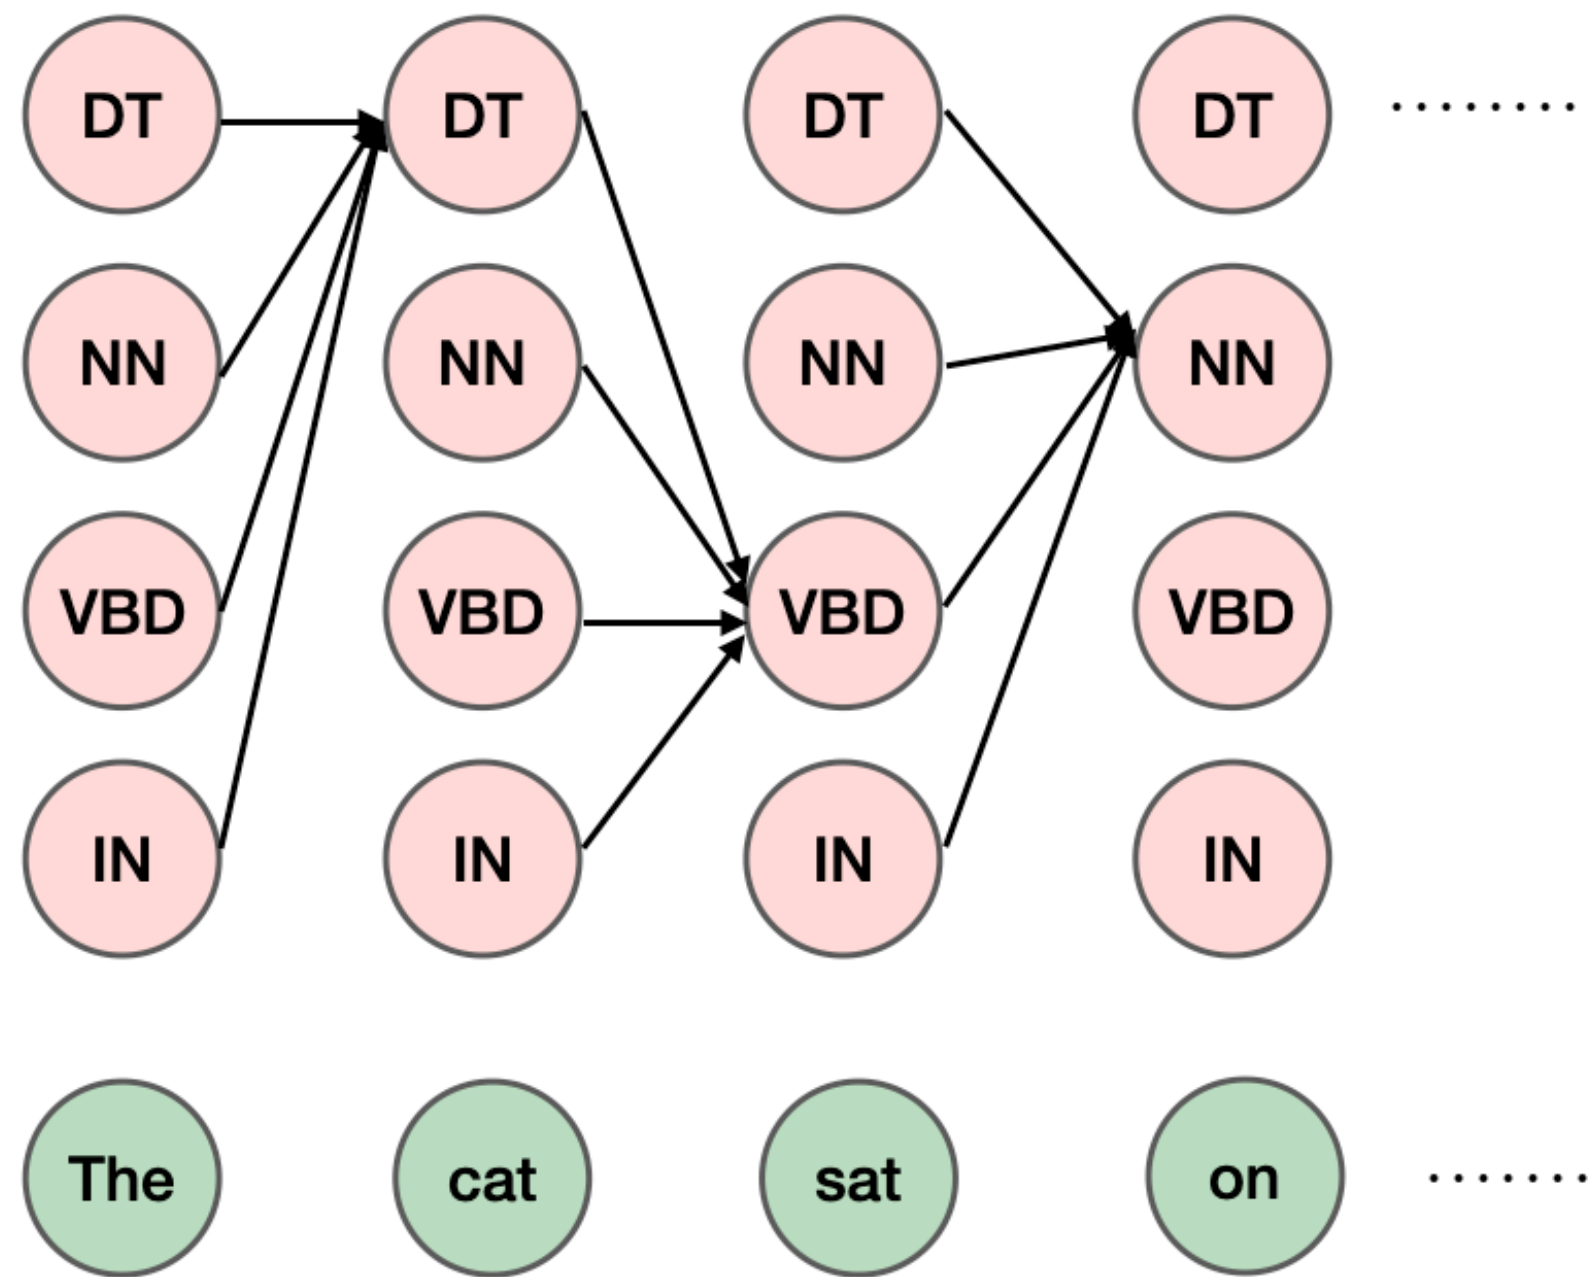 DT DT DT DT ........
NN NN NN NN
VBD VBD VBD VBD
IN IN IN IN
The cat sat on .......